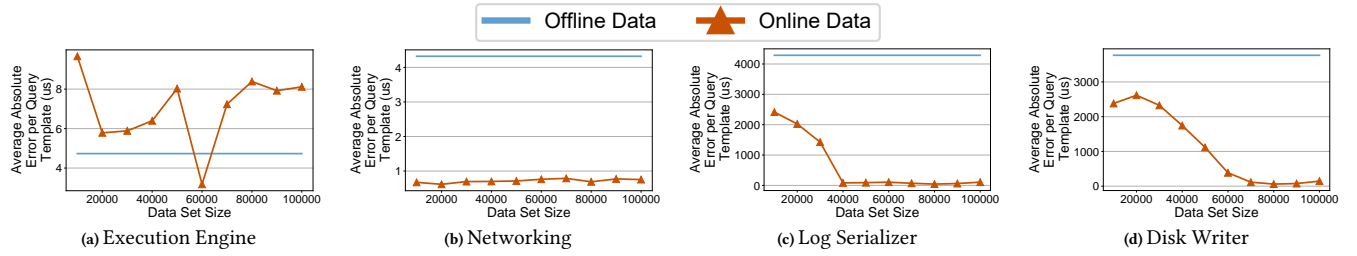 Offline Data Online Data
Average Absolute
Error per Query
Template (us)
8
6
4
20000 40000 60000 80000 100000
Data Set Size
(a) Execution Engine
Average Absolute
Error per Query
Template (us)
4
3
2
1
20000 40000 60000 80000 100000
Data Set Size
(b) Networking
Average Absolute
Error per Query
Template (us)
4000
3000
2000
1000
0
20000 40000 60000 80000 100000
Data Set Size
(c) Log Serializer
Average Absolute
Error per Query
Template (us)
3000
2000
1000
0
20000 40000 60000 80000 100000
Data Set Size
(d) Disk Writer